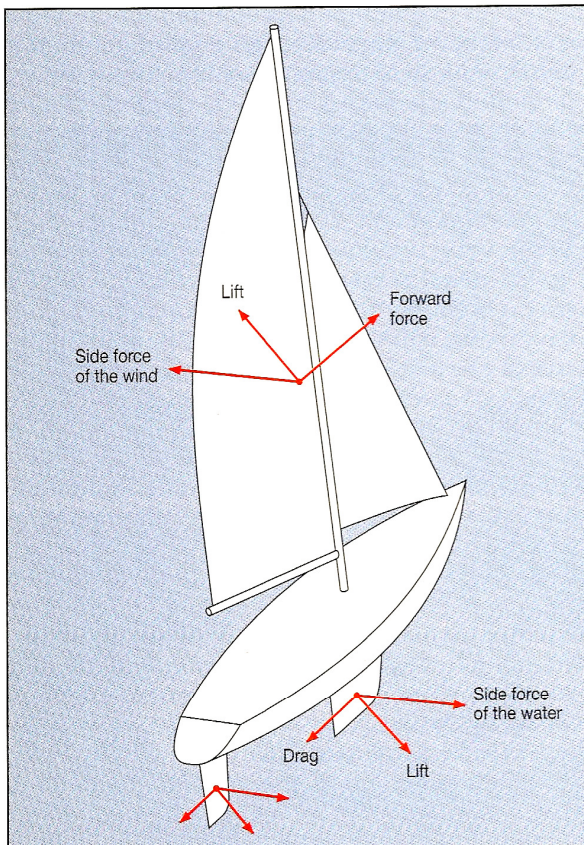 Lift
Forward
force
Side force
of the wind
Side force
of the water
Drag
Lift